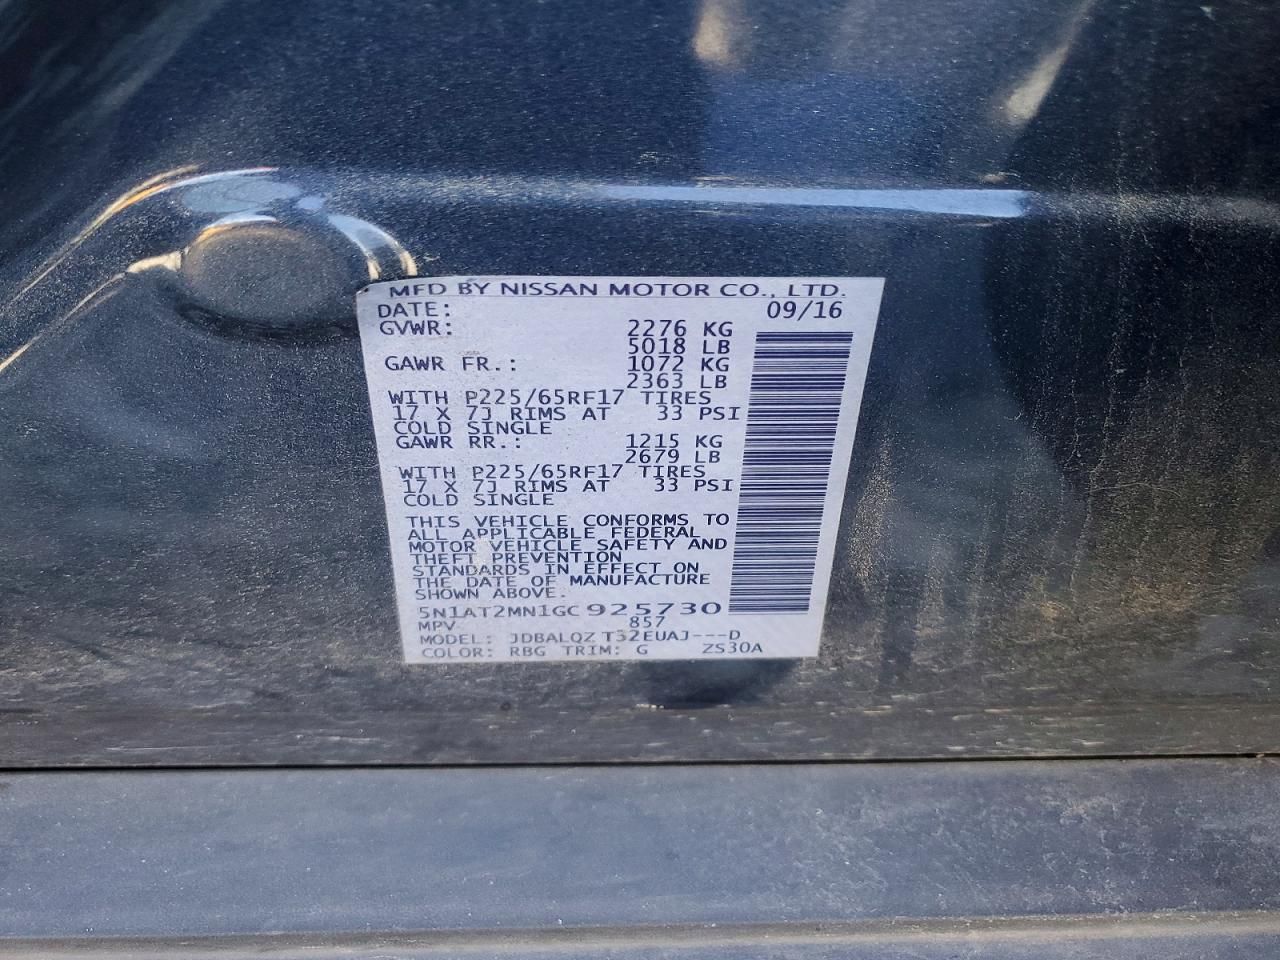 MFD BY NISSAN MOTOR CO., LTD.
DATE: 09/16
GVWR: 2276 KG
5018 LB
GAWR FR.: 1072 KG
2363 LB
WITH P225/65RF17 TIRES
17 X 7J RIMS AT 33 PSI
COLD SINGLE
GAWR RR.: 1215 KG
2679 LB
WITH P225/65RF17 TIRES
17 X 7J RIMS AT 33 PSI
COLD SINGLE
THIS VEHICLE CONFORMS TO
ALL APPLICABLE FEDERAL
MOTOR VEHICLE SAFETY AND
THEFT PREVENTION
STANDARDS IN EFFECT ON
THE DATE OF MANUFACTURE
SHOWN ABOVE.
5N1AT2MN1GC925730
MPV 857
MODEL: JDBALQZ T32EUAJ---D
COLOR: RBG TRIM: G ZS30A